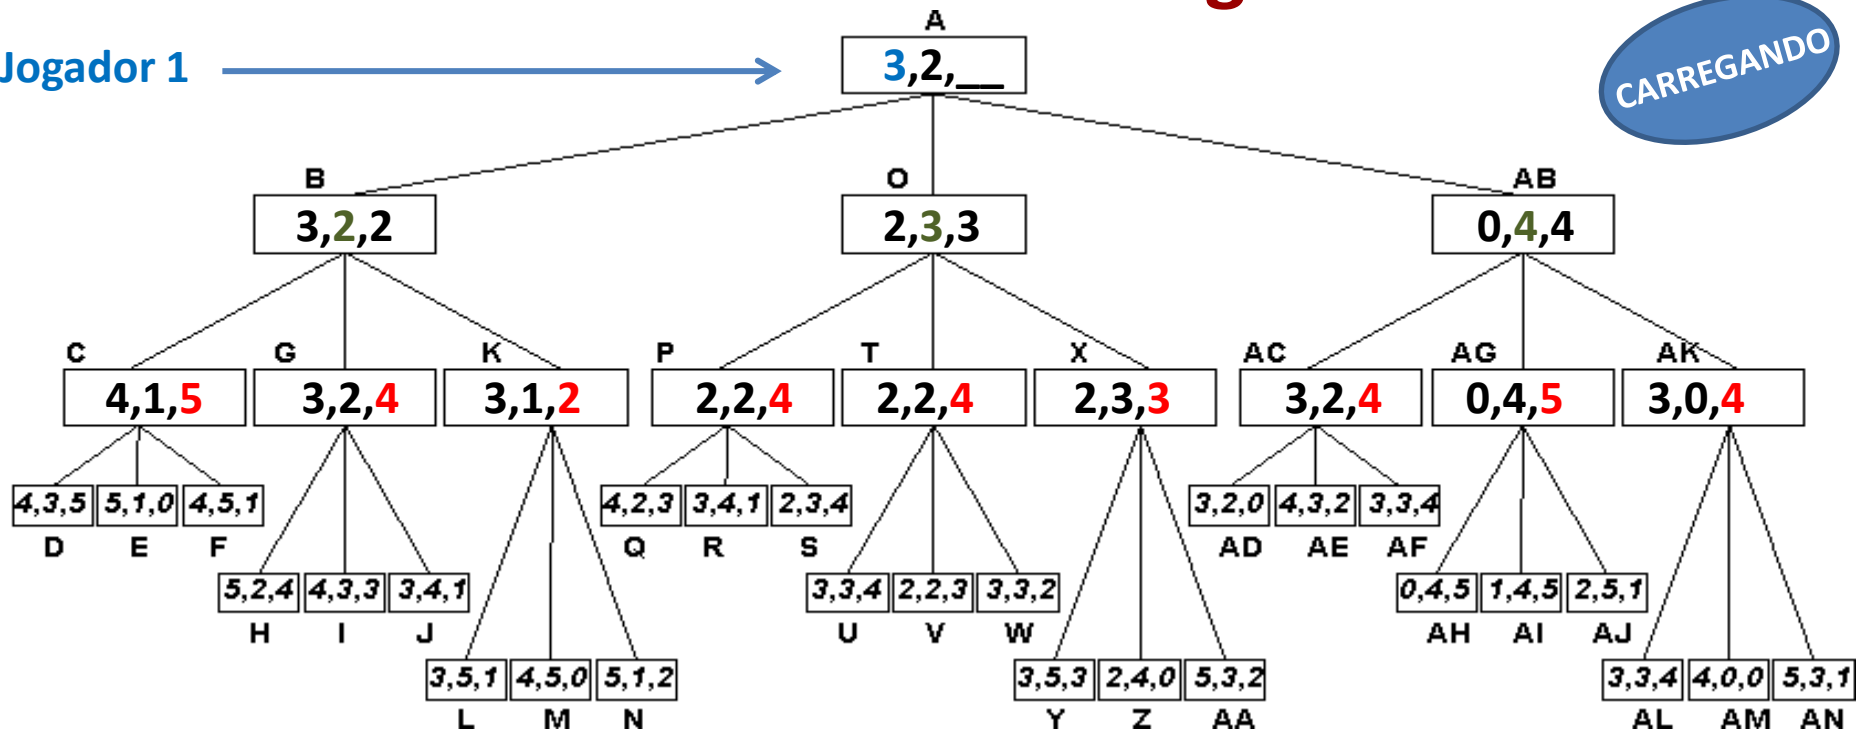 g
A
Jogador 1
3,2,__
CARREGANDO
B O AB
3,2,2 2,3,3 0,4,4
C G K P T X AC AG AK
4,1,5 3,2,4 3,1,2 2,2,4 2,2,4 2,3,3 3,2,4 0,4,5 3,0,4
4,3,5 5,1,0 4,5,1 4,2,3 3,4,1 2,3,4 3,2,0 4,3,2 3,3,4
D E F Q R S AD AE AF
5,2,4 4,3,3 3,4,1 3,3,4 2,2,3 3,3,2 0,4,5 1,4,5 2,5,1
H I J U V W AH AI AJ
3,5,1 4,5,0 5,1,2 3,5,3 2,4,0 5,3,2 3,3,4 4,0,0 5,3,1
L M N Y Z AA AL AM AN